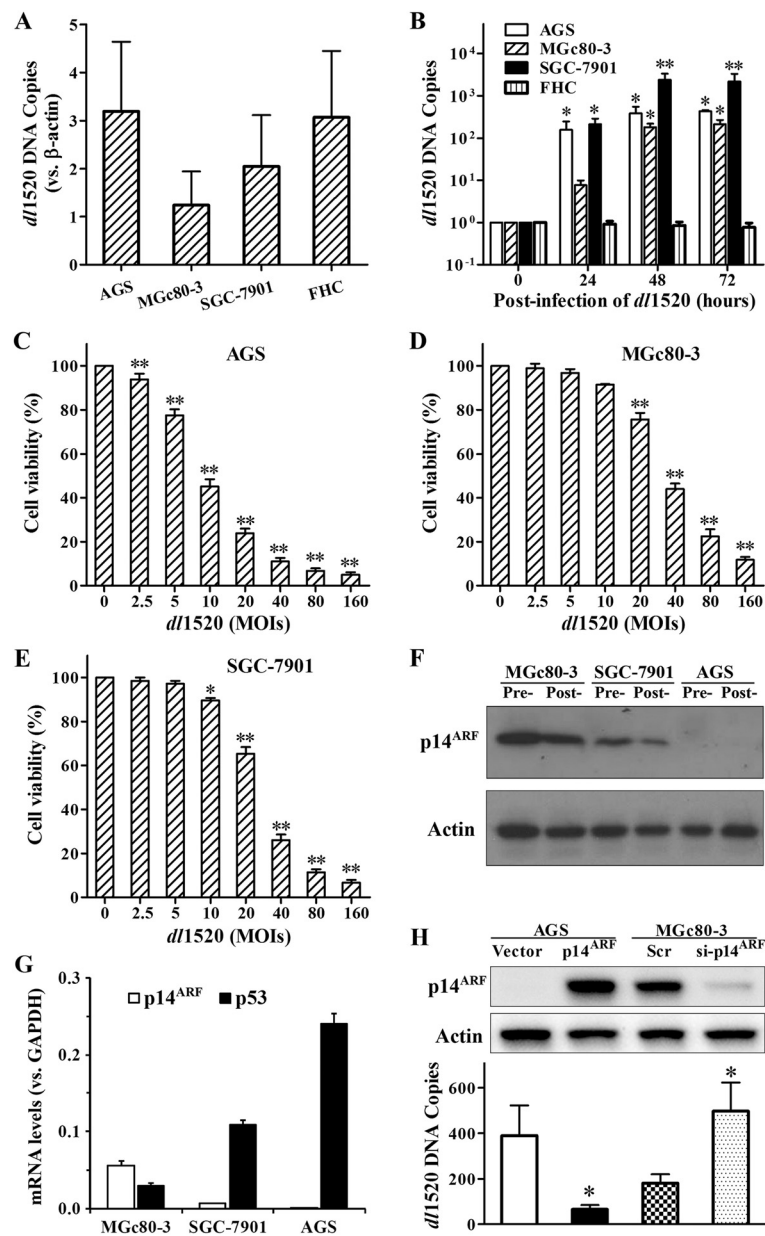 A
dl1520 DNA Copies
(vs. β-actin)
5
4
3
2
1
0
AGS
MGc80-3
SGC-7901
FHC
B
AGS
MGc80-3
SGC-7901
FHC
dl1520 DNA Copies
10⁴
10³
10²
10¹
10⁰
10⁻¹
* * * * ** * * **
0 24 48 72
Post-infection of dl1520 (hours)
C
AGS
Cell viability (%)
100
80
60
40
20
0
** ** ** ** ** ** **
0 2.5 5 10 20 40 80 160
dl1520 (MOIs)
D
MGc80-3
Cell viability (%)
100
80
60
40
20
0
** ** ** **
0 2.5 5 10 20 40 80 160
dl1520 (MOIs)
E
SGC-7901
Cell viability (%)
100
80
60
40
20
0
* ** ** ** **
0 2.5 5 10 20 40 80 160
dl1520 (MOIs)
F
MGc80-3 SGC-7901 AGS
Pre- Post- Pre- Post- Pre- Post-
p14ᴬᴿᶠ
Actin
G
p14ᴬᴿᶠ p53
mRNA levels (vs. GAPDH)
0.3
0.2
0.1
0.0
MGc80-3 SGC-7901 AGS
H
AGS MGc80-3
Vector p14ᴬᴿᶠ Scr si-p14ᴬᴿᶠ
p14ᴬᴿᶠ
Actin
dl1520 DNA Copies
600
400
200
0
* *